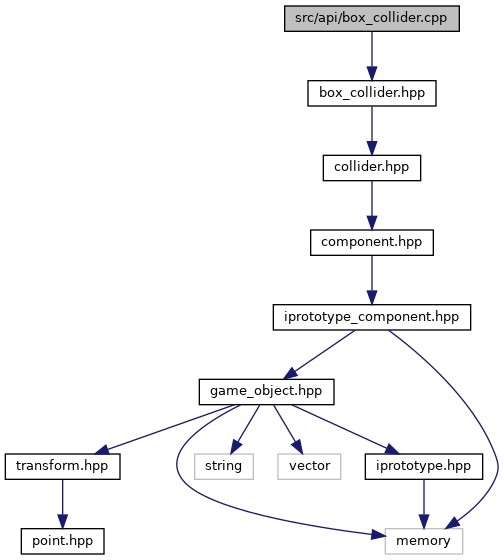 src/api/box_collider.cpp
box_collider.hpp
collider.hpp
component.hpp
iprototype_component.hpp
game_object.hpp
transform.hpp
string
vector
iprototype.hpp
point.hpp
memory